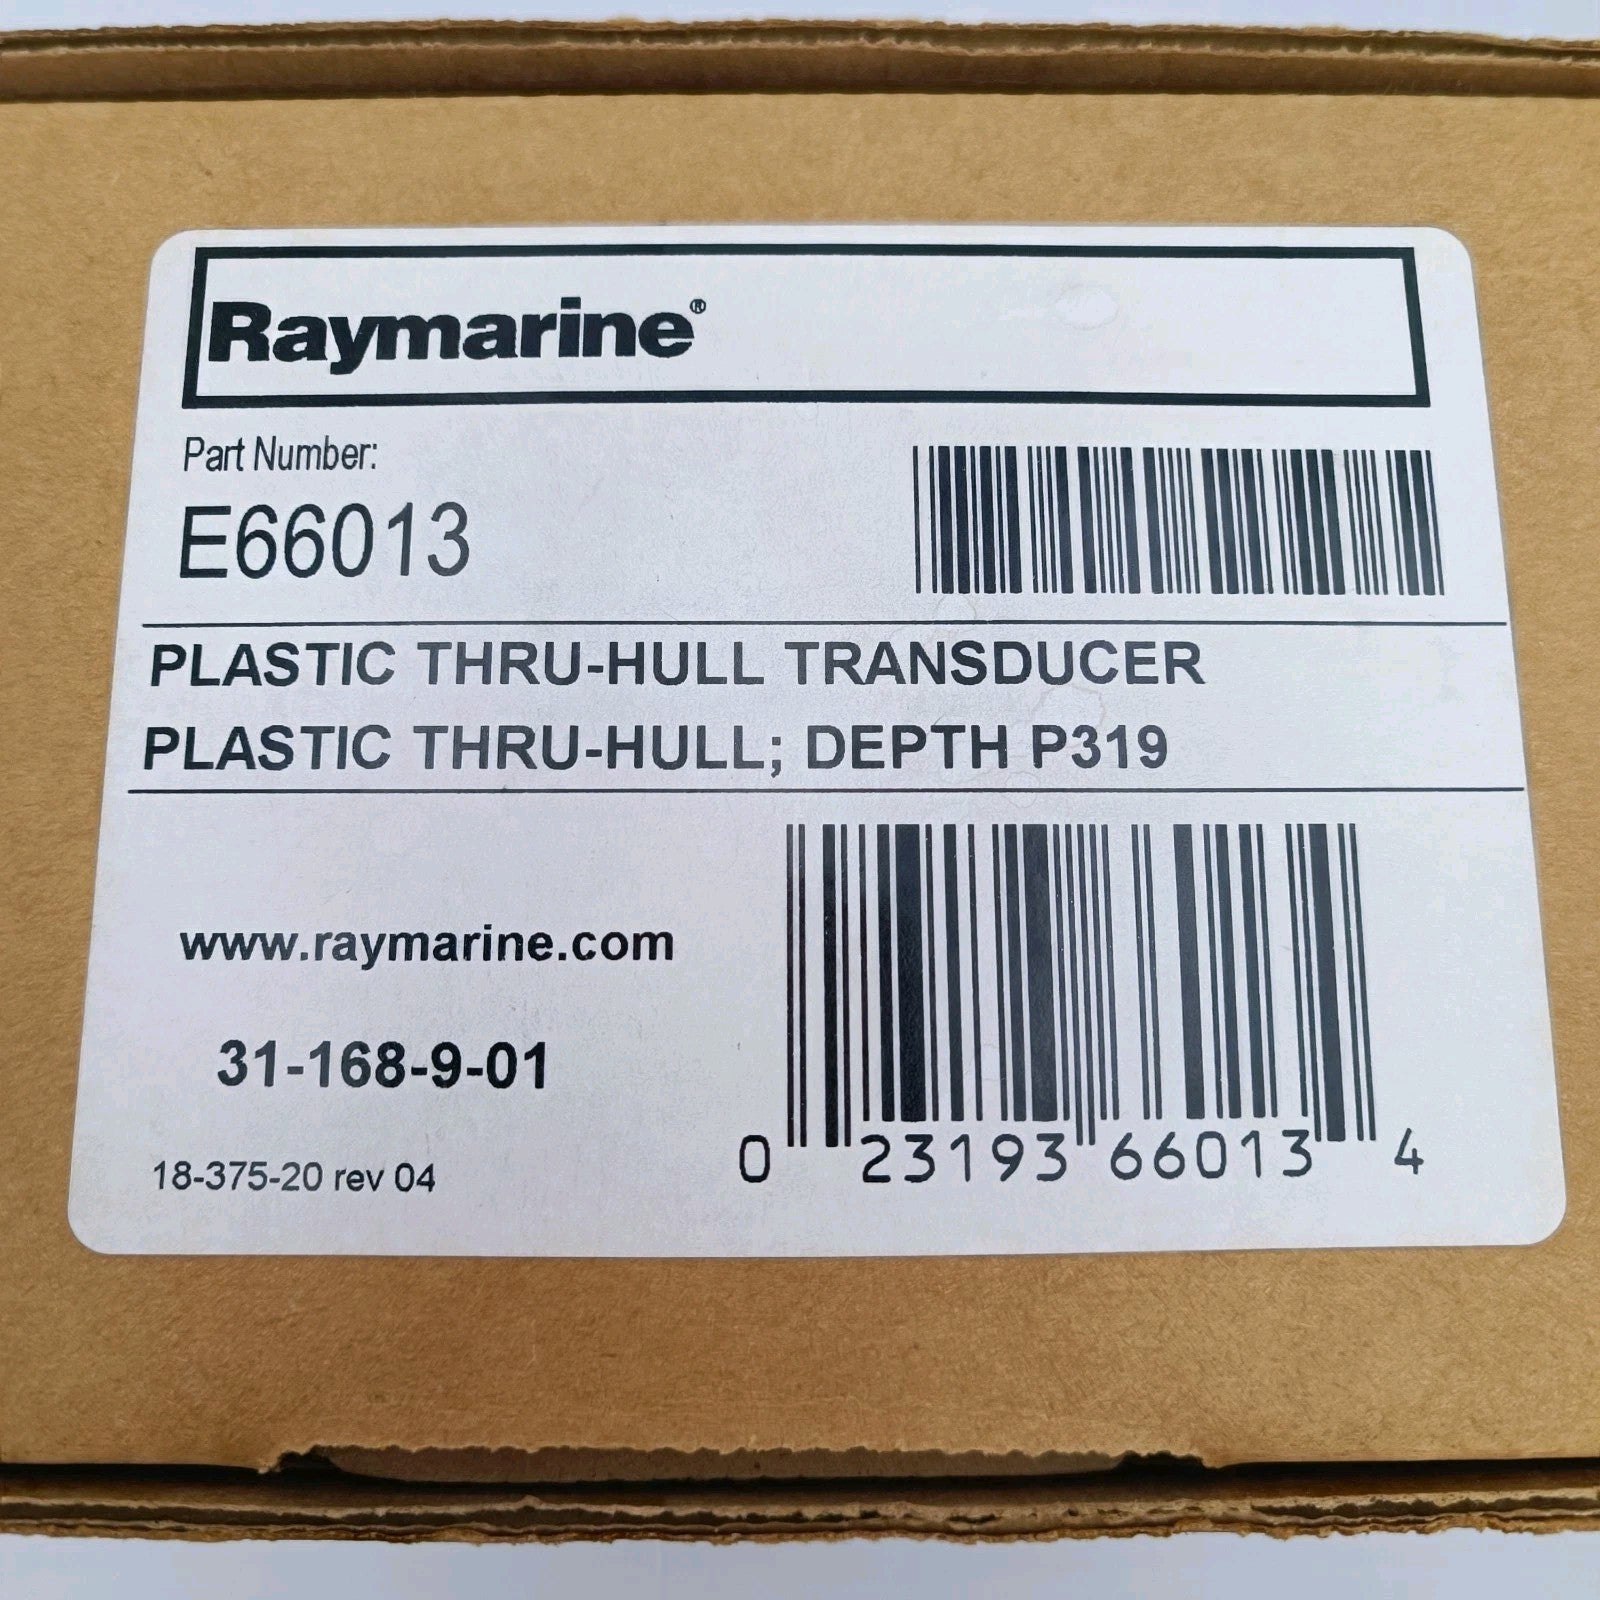 Raymarine®
Part Number:
E66013
PLASTIC THRU-HULL TRANSDUCER
PLASTIC THRU-HULL; DEPTH P319
www.raymarine.com
31-168-9-01
18-375-20 rev 04
0 23193 66013 4